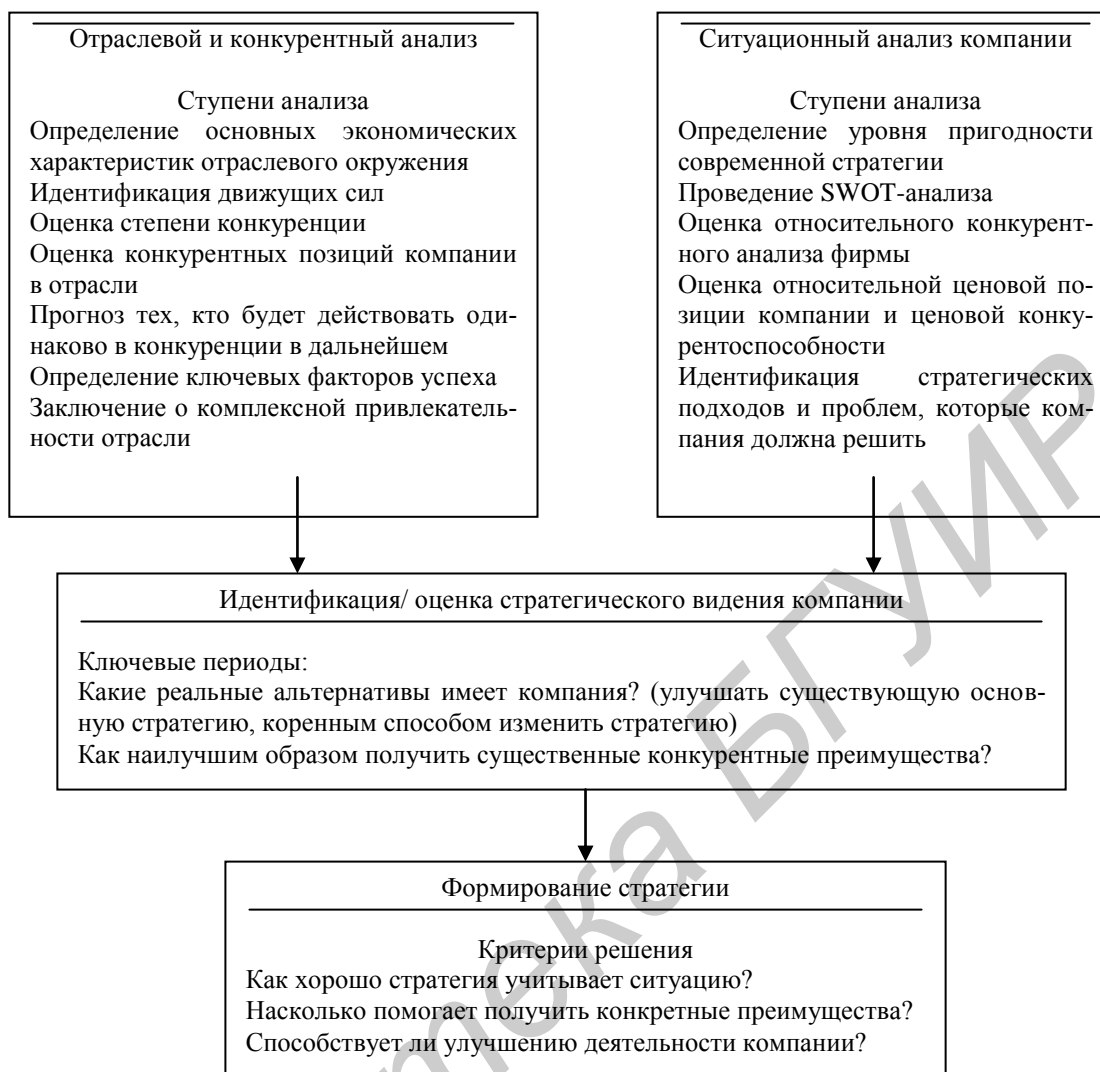 Отраслевой и конкурентный анализ
Ступени анализа
Определение основных экономических
характеристик отраслевого окружения
Идентификация движущих сил
Оценка степени конкуренции
Оценка конкурентных позиций компании
в отрасли
Прогноз тех, кто будет действовать оди-
наково в конкуренции в дальнейшем
Определение ключевых факторов успеха
Заключение о комплексной привлекатель-
ности отрасли
Ситуационный анализ компании
Ступени анализа
Определение уровня пригодности
современной стратегии
Проведение SWOT-анализа
Оценка относительного конкурент-
ного анализа фирмы
Оценка относительной ценовой по-
зиции компании и ценовой конку-
рентоспособности
Идентификация стратегических
подходов и проблем, которые ком-
пания должна решить
Идентификация/ оценка стратегического видения компании
Ключевые периоды:
Какие реальные альтернативы имеет компания? (улучшать существующую основ-
ную стратегию, коренным способом изменить стратегию)
Как наилучшим образом получить существенные конкурентные преимущества?
Формирование стратегии
Критерии решения
Как хорошо стратегия учитывает ситуацию?
Насколько помогает получить конкретные преимущества?
Способствует ли улучшению деятельности компании?
тека БГУИР